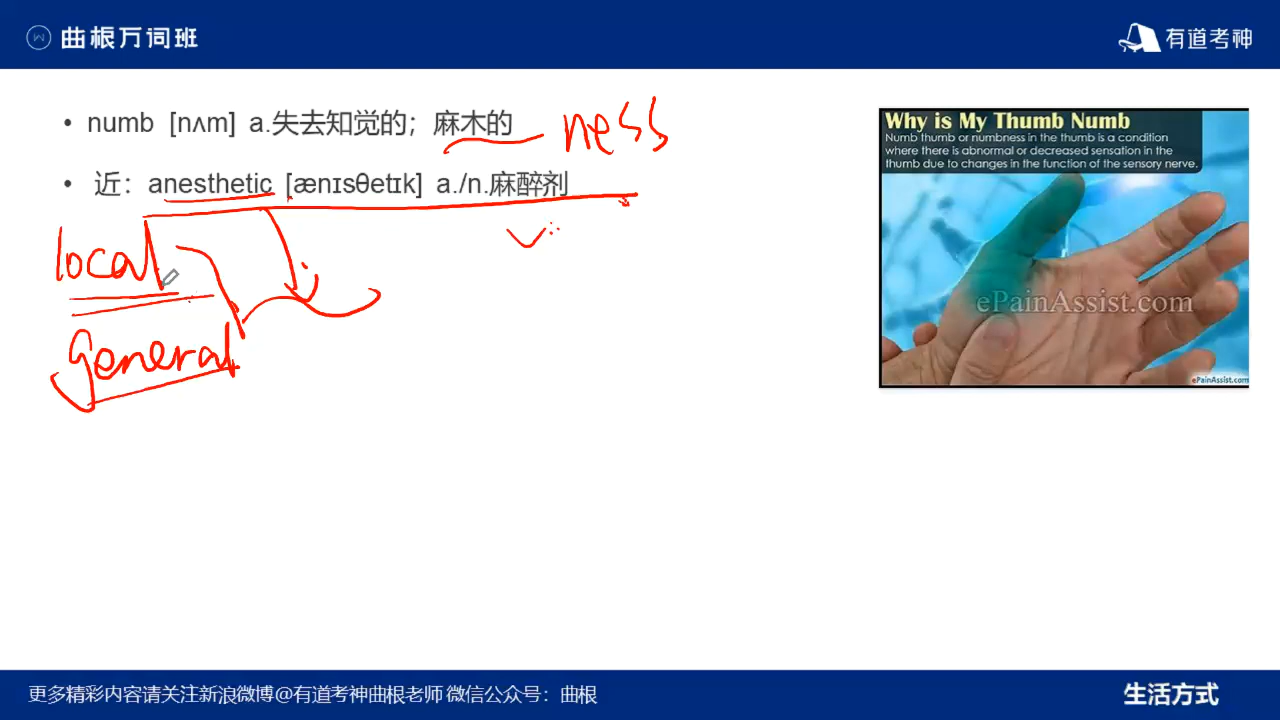 曲根万词班
有道考神
• numb [nʌm] a.失去知觉的；麻木的 ness
• 近：anesthetic [ænɪsθetɪk] a./n.麻醉剂
local
general
Why is My Thumb Numb
Numb thumb or numbness in the thumb is a condition
where there is abnormal or decreased sensation in the
thumb due to changes in the function of the sensory nerve.
ePainAssist.com
ePainAssist.com
更多精彩内容请关注新浪微博@有道考神曲根老师 微信公众号：曲根
生活方式